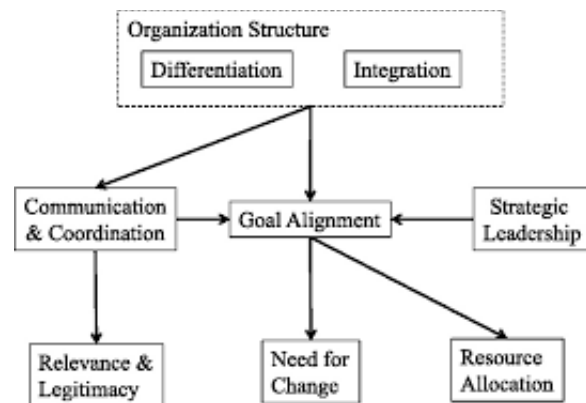 Organization Structure
Differentiation
Integration
Communication
& Coordination
Goal Alignment
Strategic
Leadership
Relevance &
Legitimacy
Need for
Change
Resource
Allocation